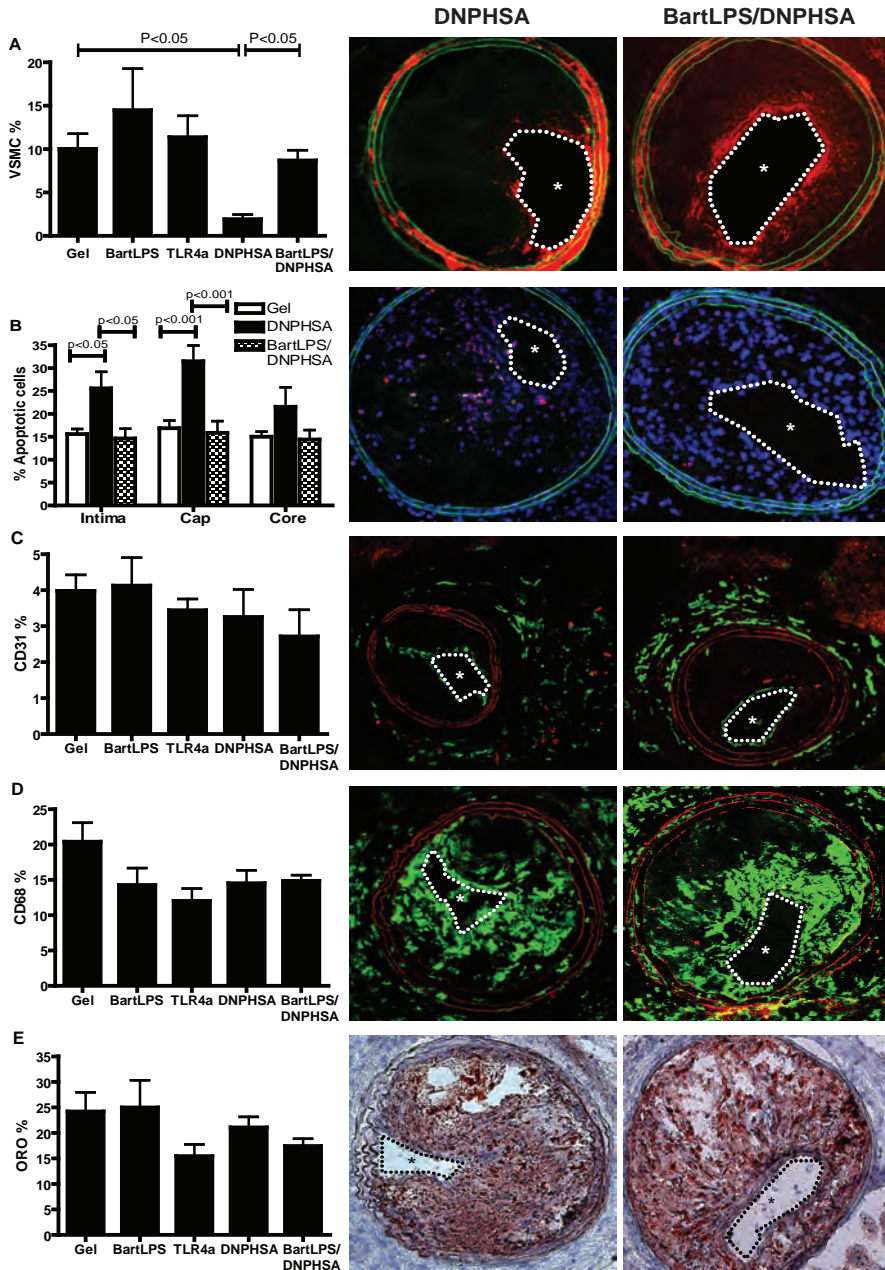 DNPHSA BartLPS/DNPHSA
A
P<0.05 P<0.05
VSMC %
20
15
10
5
0
Gel BartLPS TLR4a DNPHSA BartLPS/
DNPHSA
*
*
B
p<0.05 p<0.05 p<0.001 p<0.001
Gel
DNPHSA
BartLPS/
DNPHSA
% Apoptotic cells
35
30
25
20
15
10
5
0
Intima Cap Core
*
*
C
CD31 %
5
4
3
2
1
0
Gel BartLPS TLR4a DNPHSA BartLPS/
DNPHSA
*
*
D
CD68 %
25
20
15
10
5
0
Gel BartLPS TLR4a DNPHSA BartLPS/
DNPHSA
*
*
E
ORO %
35
30
25
20
15
10
5
0
Gel BartLPS TLR4a DNPHSA BartLPS/
DNPHSA
*
*